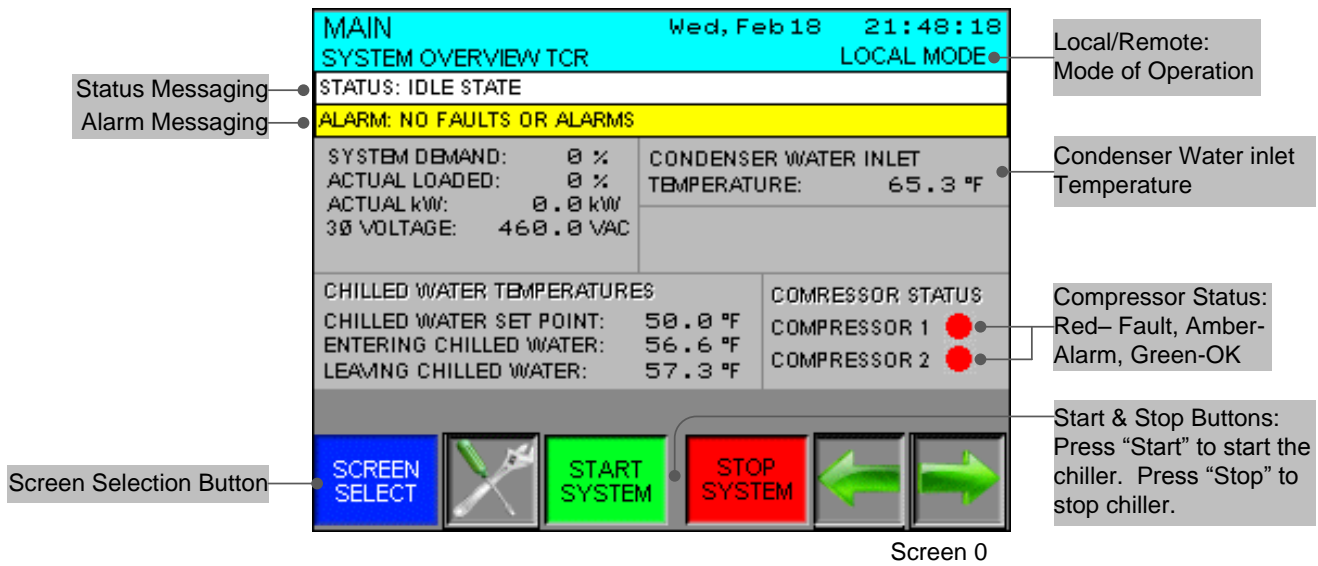 MAIN Wed, Feb 18 21:48:18
SYSTEM OVERVIEW TCR LOCAL MODE
Local/Remote:
Mode of Operation
Status Messaging
STATUS: IDLE STATE
Alarm Messaging
ALARM: NO FAULTS OR ALARMS
SYSTEM DEMAND: 0 %
ACTUAL LOADED: 0 %
ACTUAL kW: 0.0 kW
3Ø VOLTAGE: 460.0 VAC
CONDENSER WATER INLET
TEMPERATURE: 65.3 °F
Condenser Water inlet
Temperature
CHILLED WATER TEMPERATURES
CHILLED WATER SET POINT: 50.0 °F
ENTERING CHILLED WATER: 56.6 °F
LEAVING CHILLED WATER: 57.3 °F
COMRESSOR STATUS
COMPRESSOR 1
COMPRESSOR 2
Compressor Status:
Red– Fault, Amber-
Alarm, Green-OK
Start & Stop Buttons:
Press “Start” to start the
chiller. Press “Stop” to
stop chiller.
Screen Selection Button
SCREEN
SELECT
START
SYSTEM
STOP
SYSTEM
Screen 0